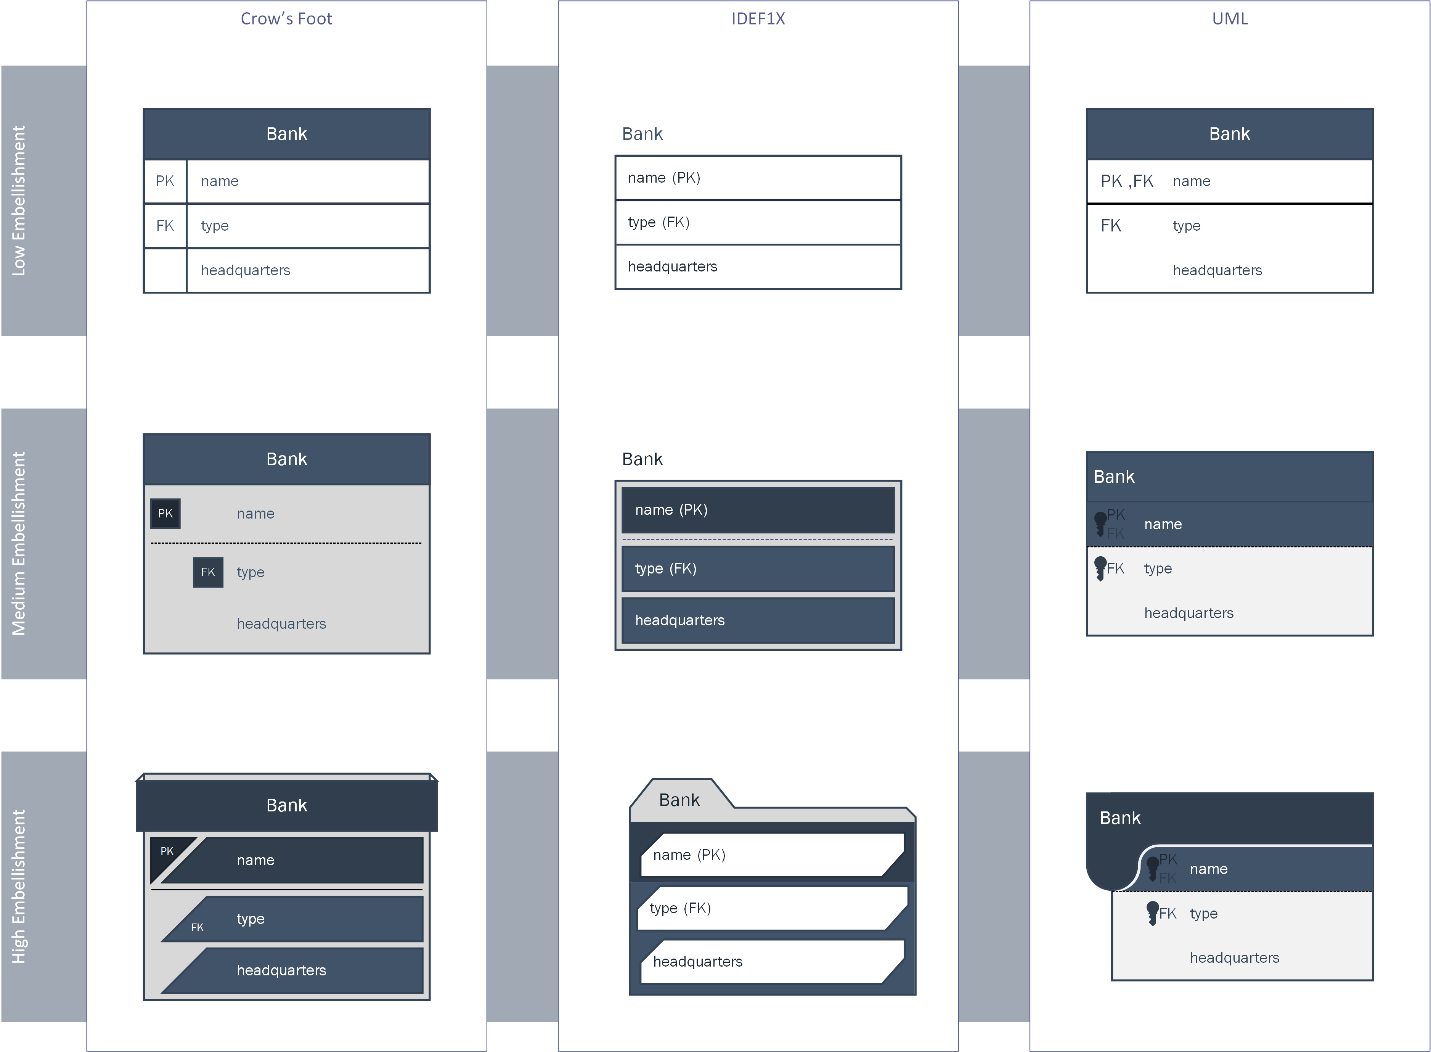 Crow's Foot
IDEF1X
UML
Low Embellishment
Bank
PK name
FK type
headquarters
Bank
name (PK)
type (FK)
headquarters
Bank
PK ,FK name
FK type
headquarters
Medium Embellishment
Bank
PK name
FK type
headquarters
Bank
name (PK)
type (FK)
headquarters
Bank
PK
FK name
FK type
headquarters
High Embellishment
Bank
PK name
FK type
headquarters
Bank
name (PK)
type (FK)
headquarters
Bank
PK
FK name
FK type
headquarters